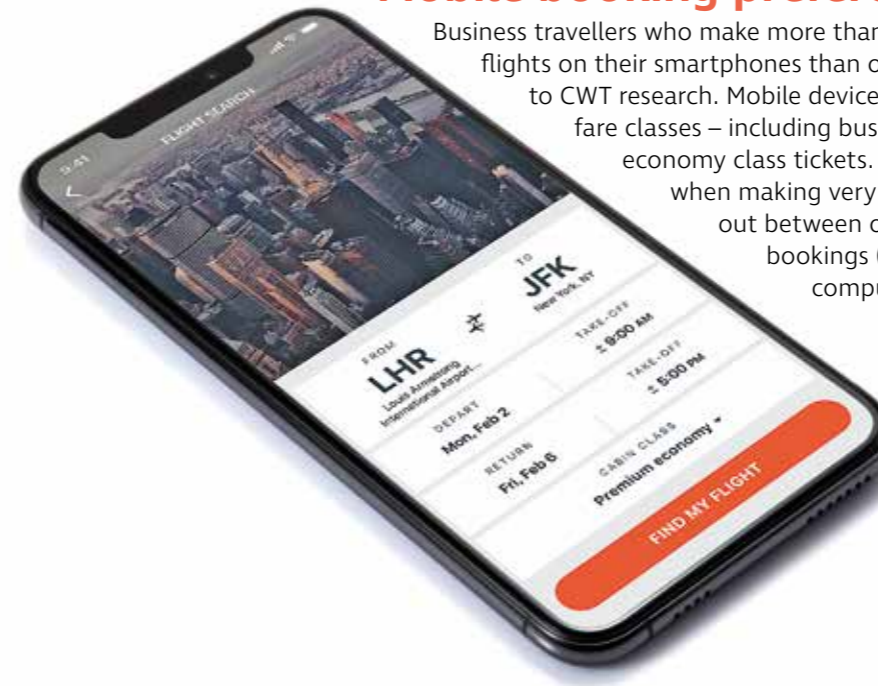 Mobile booking
Business travellers who make more than
flights on their smartphones than
to CWT research. Mobile device
fare classes – including
economy class tickets.
when making very
out between
bookings
9:41
FLIGHT SEARCH
FROM
LHR
Louis Armstrong
International Airport...
TO
JFK
New York, NY
DEPART
Mon, Feb 2
TAKE-OFF
± 9:00 AM
RETURN
Fri, Feb 6
TAKE-OFF
± 5:00 PM
CABIN CLASS
Premium economy
FIND MY FLIGHT